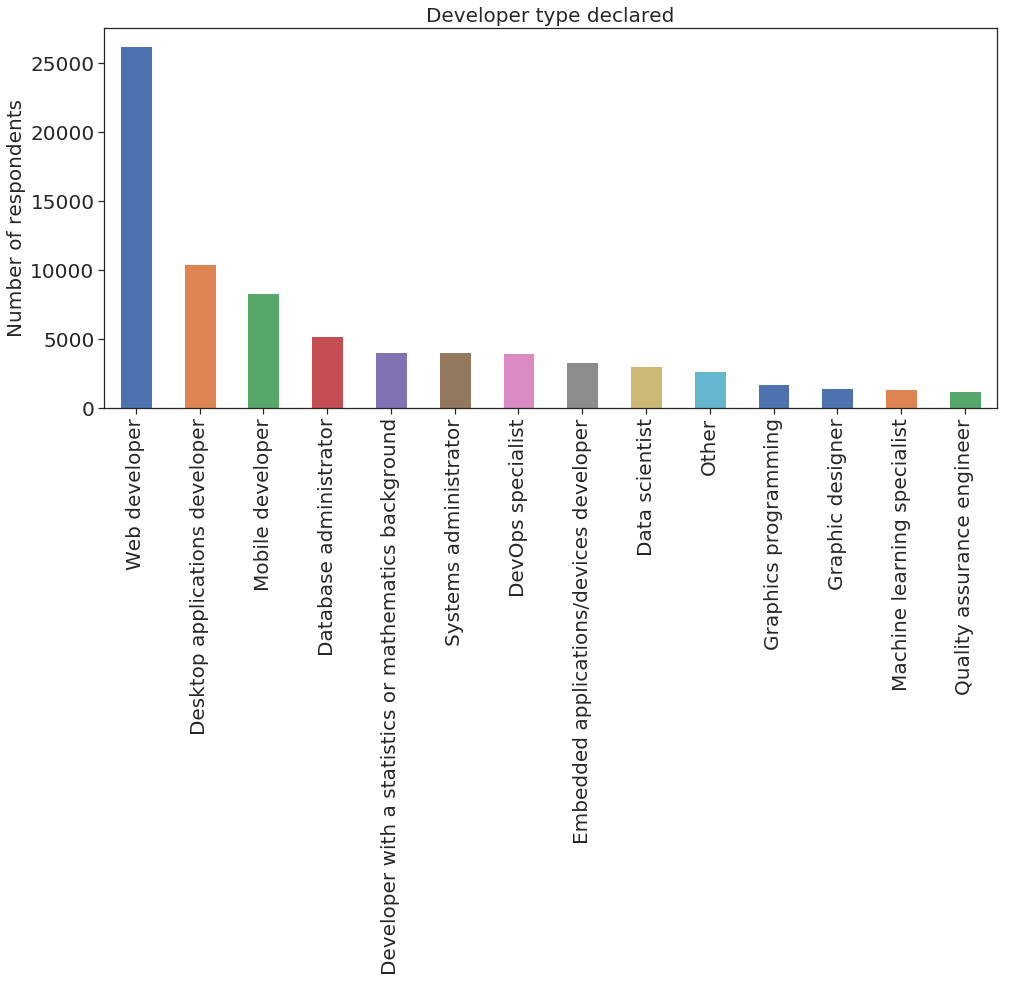 Developer type declared
Number of respondents
25000
20000
15000
10000
5000
0
Web developer
Desktop applications developer
Mobile developer
Database administrator
Developer with a statistics or mathematics background
Systems administrator
DevOps specialist
Embedded applications/devices developer
Data scientist
Other
Graphics programming
Graphic designer
Machine learning specialist
Quality assurance engineer